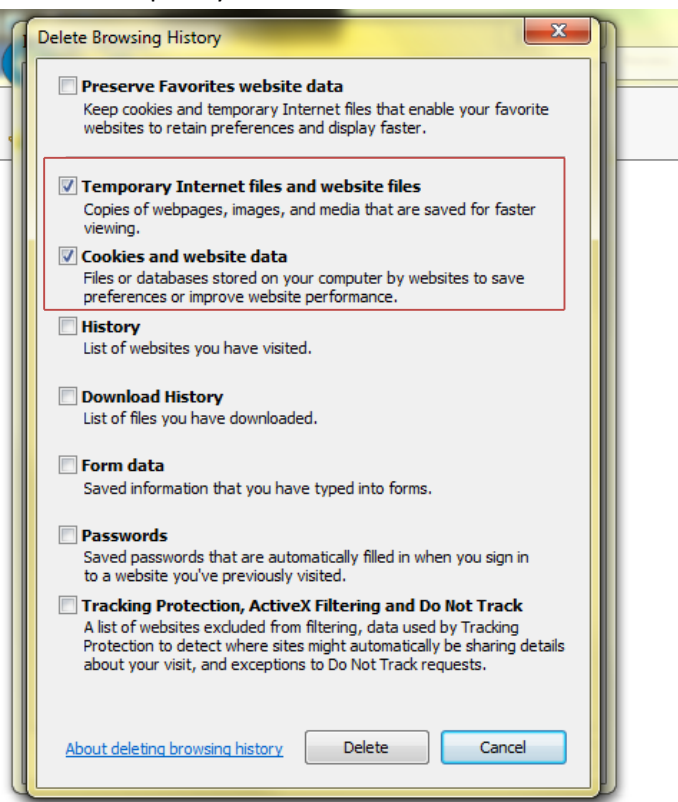 Delete Browsing History
Preserve Favorites website data
Keep cookies and temporary Internet files that enable your favorite
websites to retain preferences and display faster.
Temporary Internet files and website files
Copies of webpages, images, and media that are saved for faster
viewing.
Cookies and website data
Files or databases stored on your computer by websites to save
preferences or improve website performance.
History
List of websites you have visited.
Download History
List of files you have downloaded.
Form data
Saved information that you have typed into forms.
Passwords
Saved passwords that are automatically filled in when you sign in
to a website you've previously visited.
Tracking Protection, ActiveX Filtering and Do Not Track
A list of websites excluded from filtering, data used by Tracking
Protection to detect where sites might automatically be sharing details
about your visit, and exceptions to Do Not Track requests.
About deleting browsing history
Delete
Cancel